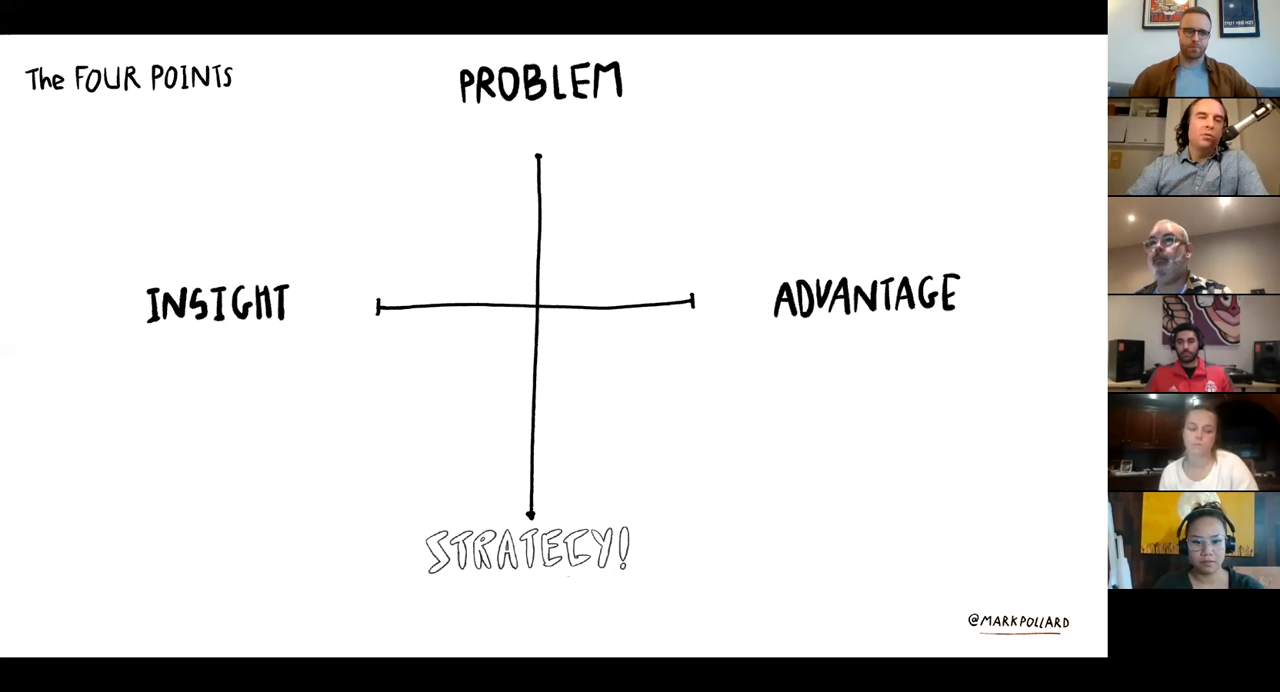 The FOUR POINTS
PROBLEM
INSIGHT
ADVANTAGE
STRATEGY!
@MARKPOLLARD